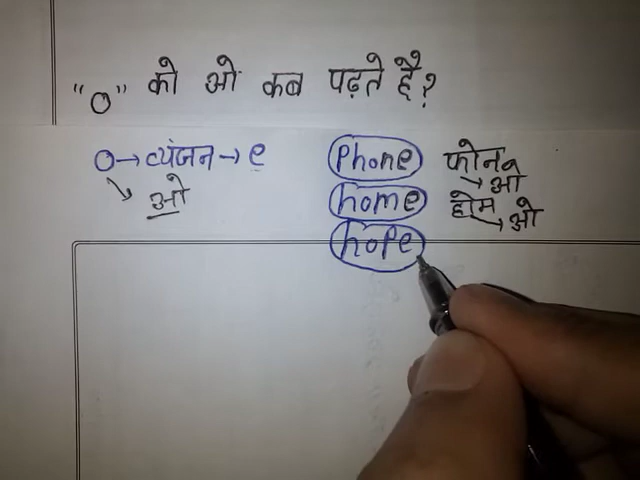 "o" को ओ कब पढ़ते है?
o→व्यंजन→e
ओ
Phone फोन →ओ
home होम →ओ
hope